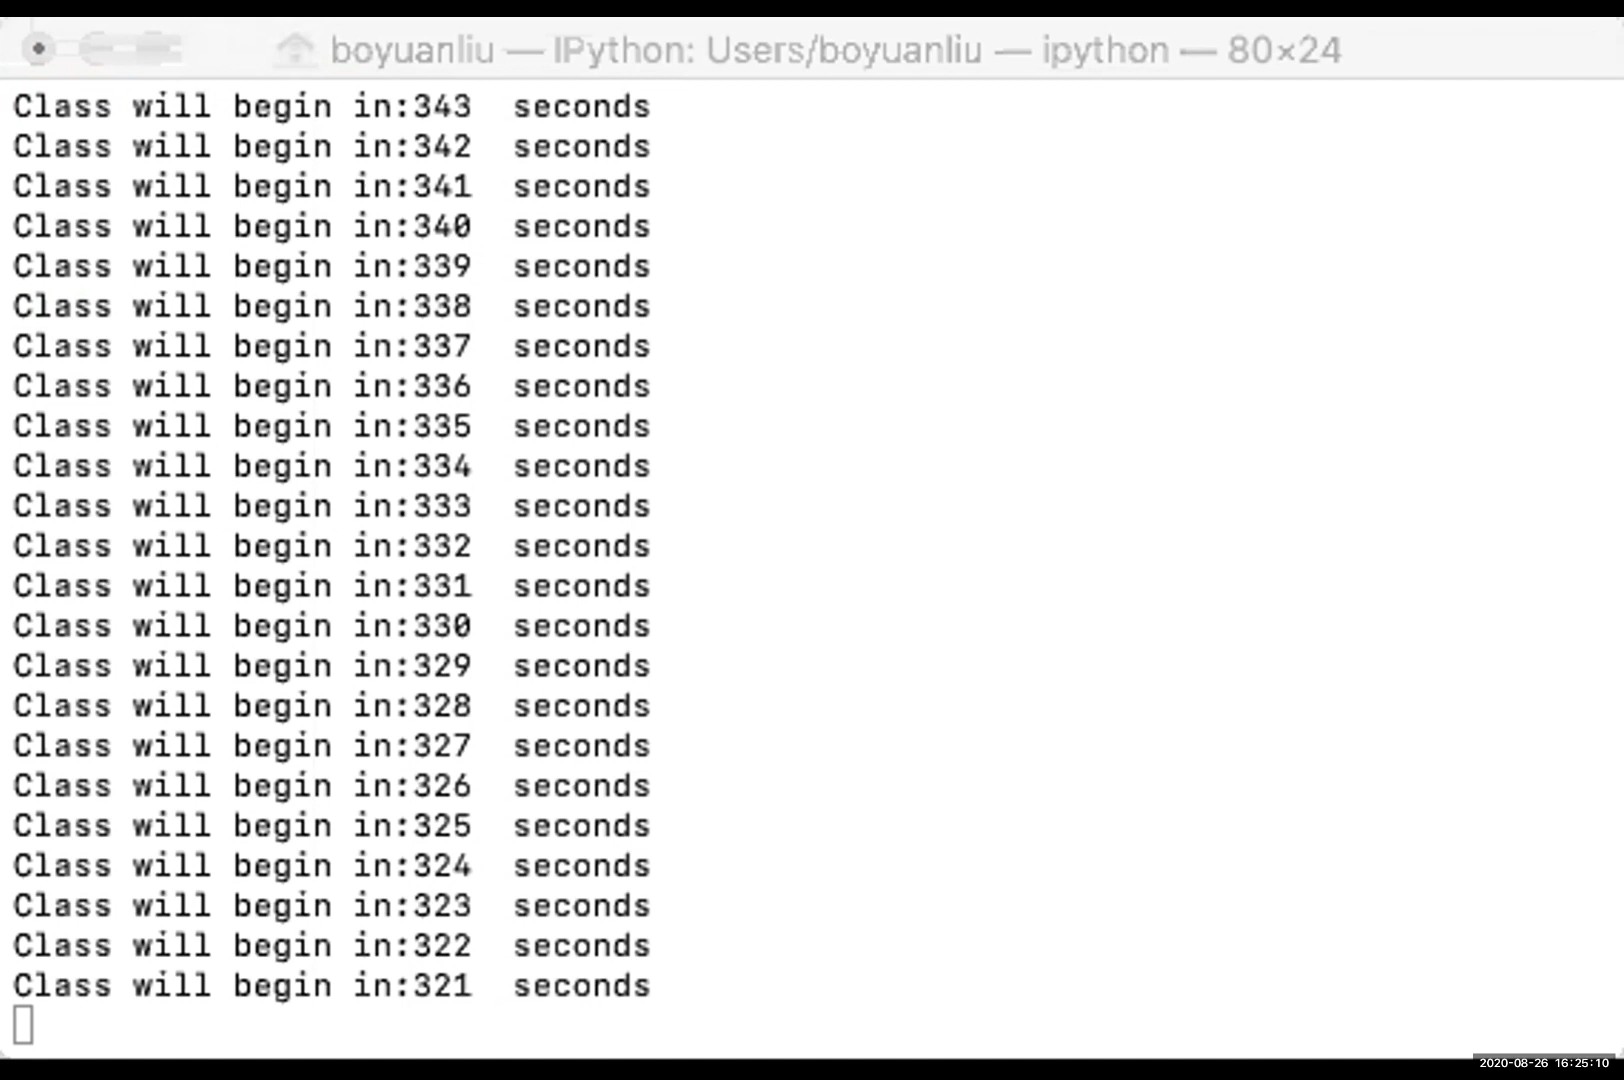 boyuanliu — IPython: Users/boyuanliu — ipython — 80×24
Class will begin in:343  seconds
Class will begin in:342  seconds
Class will begin in:341  seconds
Class will begin in:340  seconds
Class will begin in:339  seconds
Class will begin in:338  seconds
Class will begin in:337  seconds
Class will begin in:336  seconds
Class will begin in:335  seconds
Class will begin in:334  seconds
Class will begin in:333  seconds
Class will begin in:332  seconds
Class will begin in:331  seconds
Class will begin in:330  seconds
Class will begin in:329  seconds
Class will begin in:328  seconds
Class will begin in:327  seconds
Class will begin in:326  seconds
Class will begin in:325  seconds
Class will begin in:324  seconds
Class will begin in:323  seconds
Class will begin in:322  seconds
Class will begin in:321  seconds
2020-08-26 16:25:10